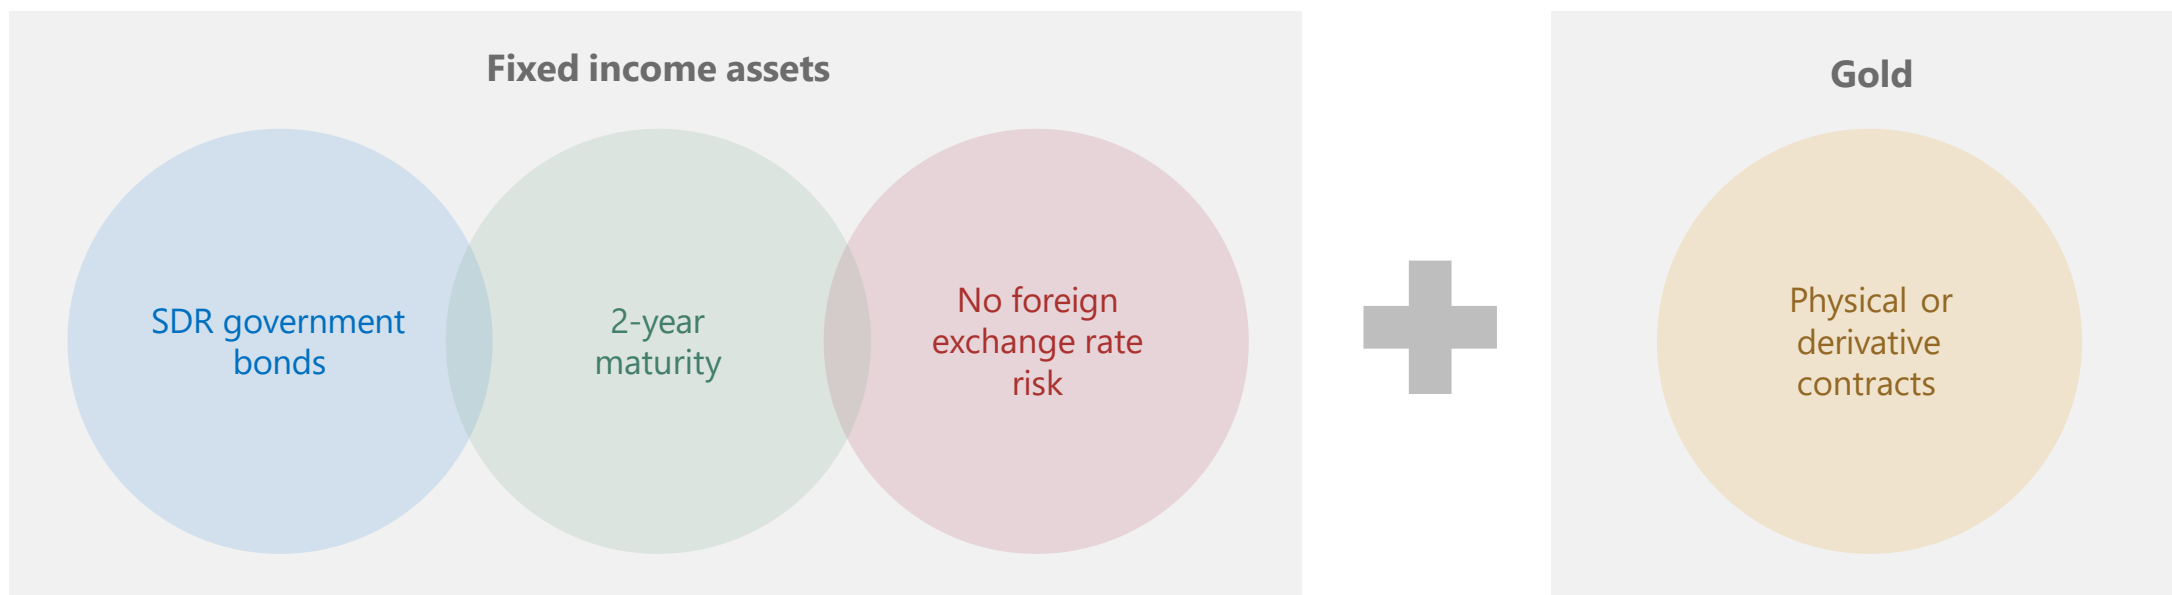 Fixed income assets
SDR government
bonds
2-year
maturity
No foreign
exchange rate
risk
Gold
Physical or
derivative
contracts